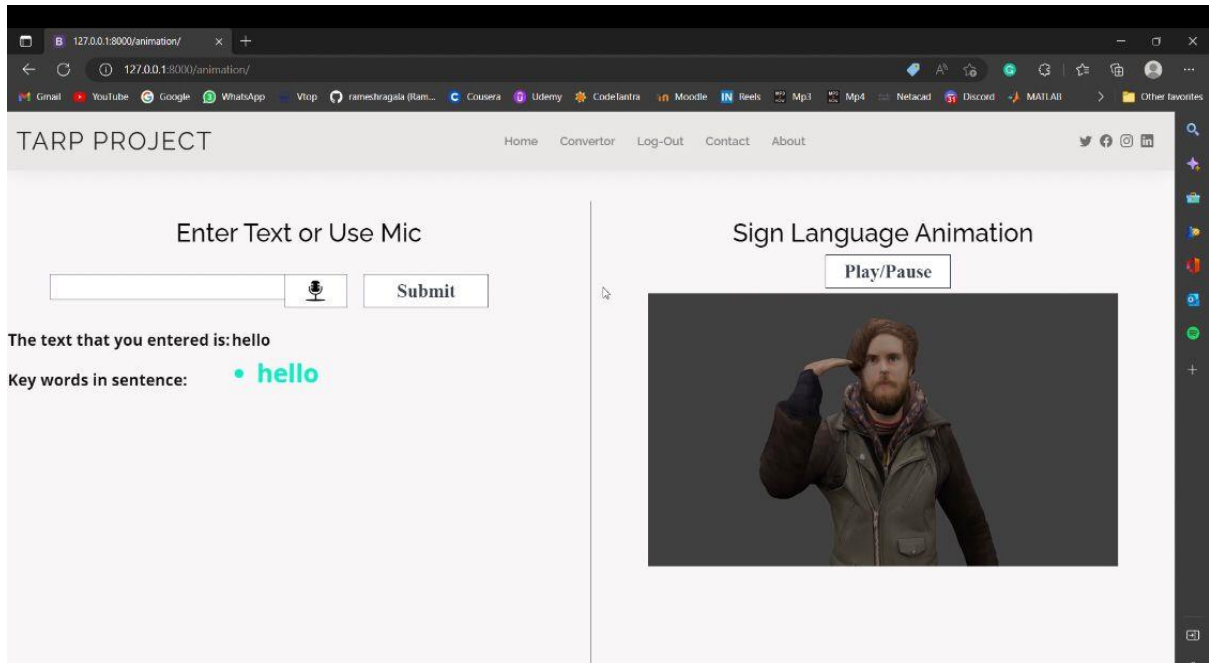 127.0.0.1:8000/animation/
127.0.0.1:8000/animation/
Gmail YouTube Google WhatsApp Vtop rameshragala (Ram... Cousera Udemy CodeTantra Moodle Reels Mp3 Mp4 Netacad Discord MATLAB Other favorites
TARP PROJECT Home Convertor Log-Out Contact About
Enter Text or Use Mic
Submit
The text that you entered is: hello
Key words in sentence: • hello
Sign Language Animation
Play/Pause